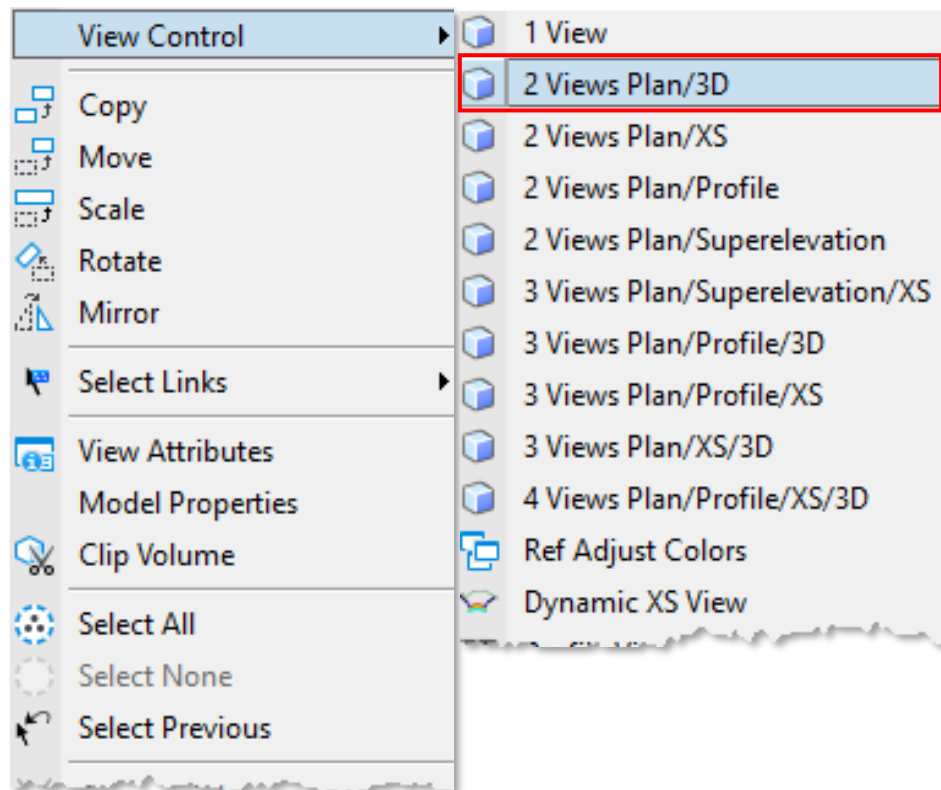 View Control
Copy
Move
Scale
Rotate
Mirror
Select Links
View Attributes
Model Properties
Clip Volume
Select All
Select None
Select Previous
1 View
2 Views Plan/3D
2 Views Plan/XS
2 Views Plan/Profile
2 Views Plan/Superelevation
3 Views Plan/Superelevation/XS
3 Views Plan/Profile/3D
3 Views Plan/Profile/XS
3 Views Plan/XS/3D
4 Views Plan/Profile/XS/3D
Ref Adjust Colors
Dynamic XS View